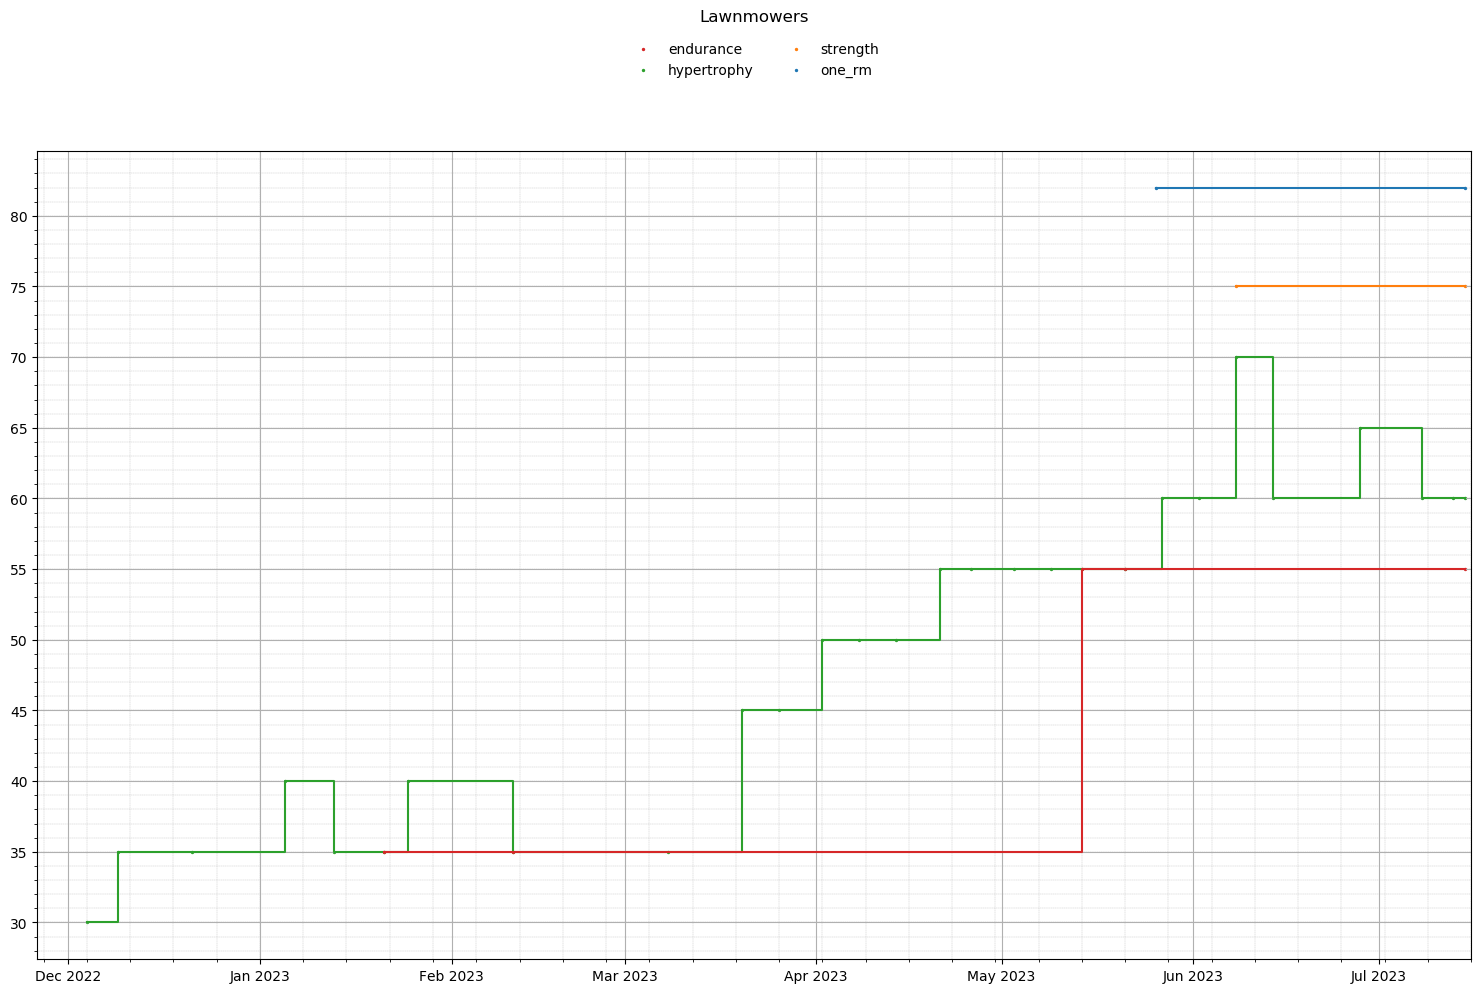 Lawnmowers
endurance
strength
hypertrophy
one_rm
80
75
70
65
60
55
50
45
40
35
30
Dec 2022
Jan 2023
Feb 2023
Mar 2023
Apr 2023
May 2023
Jun 2023
Jul 2023